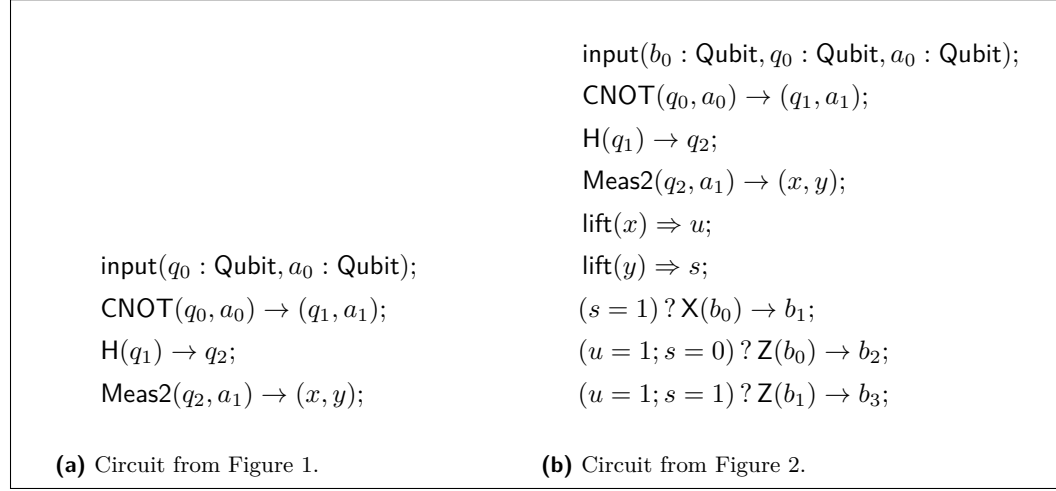 input(q₀ : Qubit, a₀ : Qubit);
CNOT(q₀, a₀) → (q₁, a₁);
H(q₁) → q₂;
Meas2(q₂, a₁) → (x, y);
(a) Circuit from Figure 1.
input(b₀ : Qubit, q₀ : Qubit, a₀ : Qubit);
CNOT(q₀, a₀) → (q₁, a₁);
H(q₁) → q₂;
Meas2(q₂, a₁) → (x, y);
lift(x) ⇒ u;
lift(y) ⇒ s;
(s = 1) ? X(b₀) → b₁;
(u = 1; s = 0) ? Z(b₀) → b₂;
(u = 1; s = 1) ? Z(b₁) → b₃;
(b) Circuit from Figure 2.